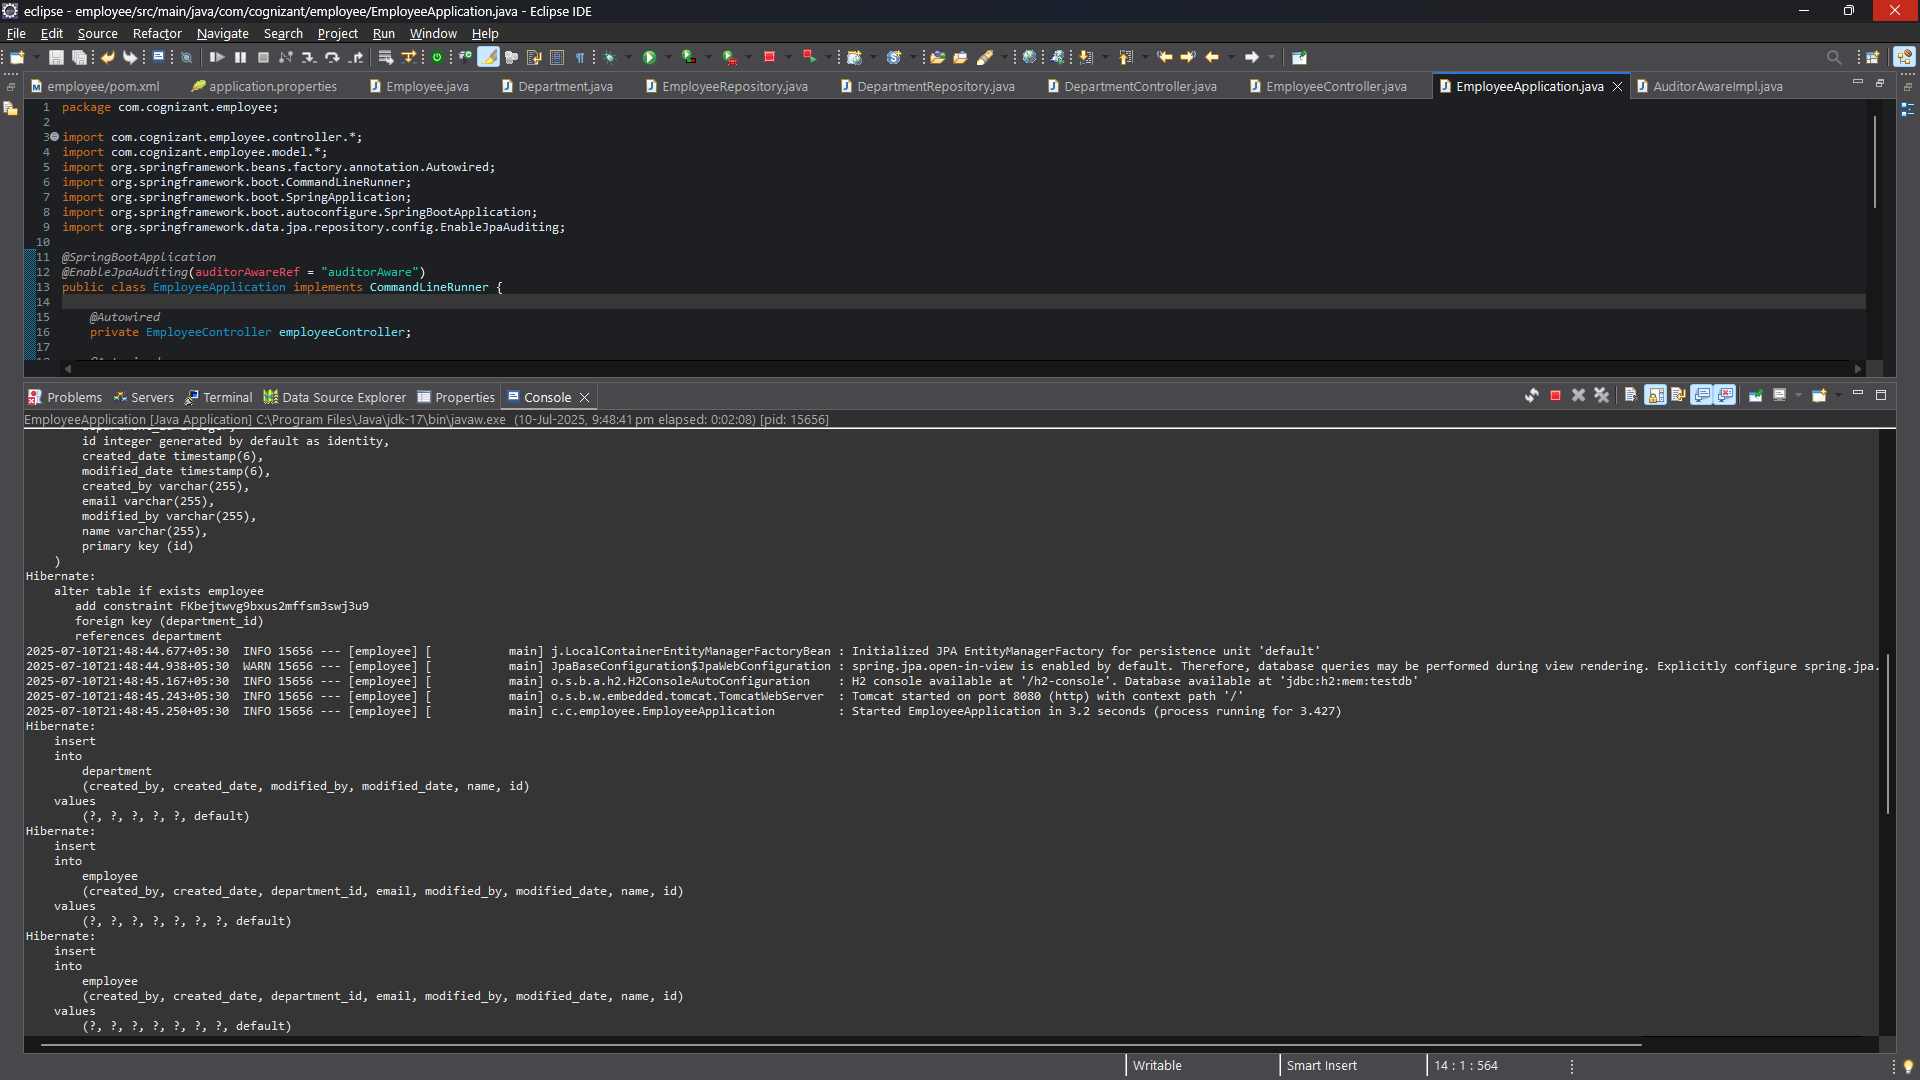 eclipse - employee/src/main/java/com/cognizant/employee/EmployeeApplication.java - Eclipse IDE
File Edit Source Refactor Navigate Search Project Run Window Help
employee/pom.xml application.properties Employee.java Department.java EmployeeRepository.java DepartmentRepository.java DepartmentController.java EmployeeController.java EmployeeApplication.java AuditorAwareImpl.java
1 package com.cognizant.employee;
2
3 import com.cognizant.employee.controller.*;
4 import com.cognizant.employee.model.*;
5 import org.springframework.beans.factory.annotation.Autowired;
6 import org.springframework.boot.CommandLineRunner;
7 import org.springframework.boot.SpringApplication;
8 import org.springframework.boot.autoconfigure.SpringBootApplication;
9 import org.springframework.data.jpa.repository.config.EnableJpaAuditing;
10
11 @SpringBootApplication
12 @EnableJpaAuditing(auditorAwareRef = "auditorAware")
13 public class EmployeeApplication implements CommandLineRunner {
14
15 @Autowired
16 private EmployeeController employeeController;
17
Problems Servers Terminal Data Source Explorer Properties Console
EmployeeApplication [Java Application] C:\Program Files\Java\jdk-17\bin\javaw.exe (10-Jul-2025, 9:48:41 pm elapsed: 0:02:08) [pid: 15656]
id integer generated by default as identity,
created_date timestamp(6),
modified_date timestamp(6),
created_by varchar(255),
email varchar(255),
modified_by varchar(255),
name varchar(255),
primary key (id)
)
Hibernate:
alter table if exists employee
add constraint FKbejtwvg9bxus2mffsm3swj3u9
foreign key (department_id)
references department
2025-07-10T21:48:44.677+05:30 INFO 15656 --- [employee] [ main] j.LocalContainerEntityManagerFactoryBean : Initialized JPA EntityManagerFactory for persistence unit 'default'
2025-07-10T21:48:44.938+05:30 WARN 15656 --- [employee] [ main] JpaBaseConfiguration$JpaWebConfiguration : spring.jpa.open-in-view is enabled by default. Therefore, database queries may be performed during view rendering. Explicitly configure spring.jpa.
2025-07-10T21:48:45.167+05:30 INFO 15656 --- [employee] [ main] o.s.b.a.h2.H2ConsoleAutoConfiguration : H2 console available at '/h2-console'. Database available at 'jdbc:h2:mem:testdb'
2025-07-10T21:48:45.243+05:30 INFO 15656 --- [employee] [ main] o.s.b.w.embedded.tomcat.TomcatWebServer : Tomcat started on port 8080 (http) with context path '/'
2025-07-10T21:48:45.250+05:30 INFO 15656 --- [employee] [ main] c.c.employee.EmployeeApplication : Started EmployeeApplication in 3.2 seconds (process running for 3.427)
Hibernate:
insert
into
department
(created_by, created_date, modified_by, modified_date, name, id)
values
(?, ?, ?, ?, ?, default)
Hibernate:
insert
into
employee
(created_by, created_date, department_id, email, modified_by, modified_date, name, id)
values
(?, ?, ?, ?, ?, ?, ?, default)
Hibernate:
insert
into
employee
(created_by, created_date, department_id, email, modified_by, modified_date, name, id)
values
(?, ?, ?, ?, ?, ?, ?, default)
Writable Smart Insert 14 : 1 : 564